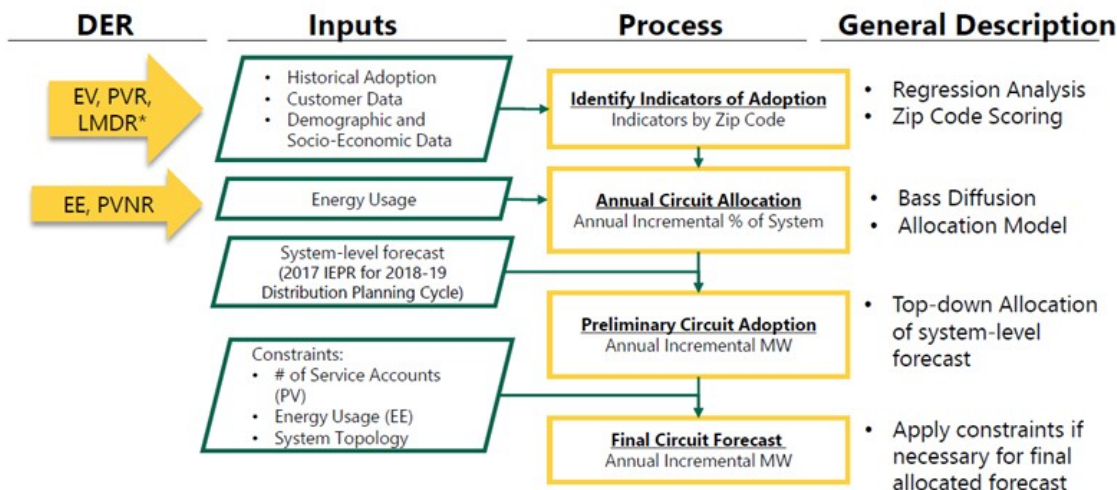 DER
Inputs
Process
General Description
EV, PVR,
LMDR*
• Historical Adoption
• Customer Data
• Demographic and
Socio-Economic Data
Identify Indicators of Adoption
Indicators by Zip Code
• Regression Analysis
• Zip Code Scoring
EE, PVNR
Energy Usage
Annual Circuit Allocation
Annual Incremental % of System
• Bass Diffusion
• Allocation Model
System-level forecast
(2017 IEPR for 2018-19
Distribution Planning Cycle)
Preliminary Circuit Adoption
Annual Incremental MW
• Top-down Allocation
of system-level
forecast
Constraints:
• # of Service Accounts
(PV)
• Energy Usage (EE)
• System Topology
Final Circuit Forecast
Annual Incremental MW
• Apply constraints if
necessary for final
allocated forecast